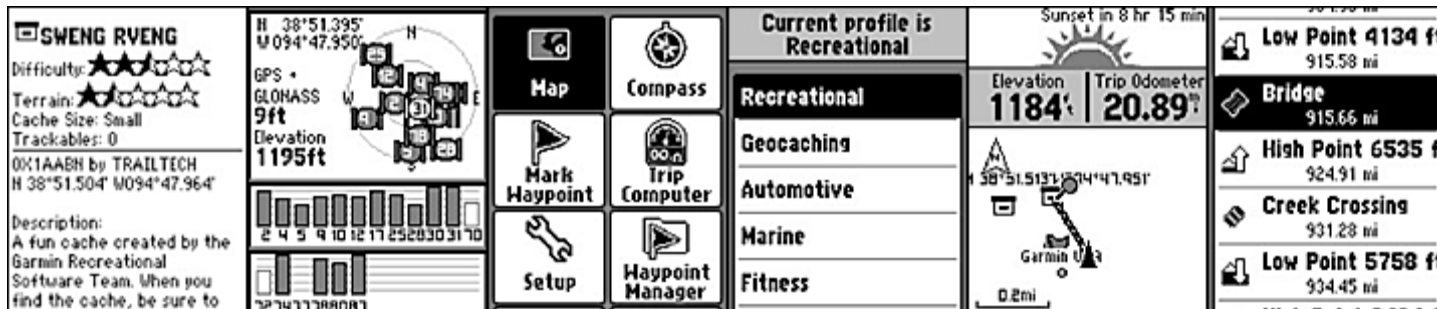 SWENG RVENG
Difficulty:
Terrain:
Cache Size: Small
Trackables: 0
0X1AABN by TRAILTECH
N 38°51.504' W094°47.964'
Description:
A fun cache created by the
Garmin Recreational
Software Team. When you
find the cache, be sure to
N 38°51.395'
W 094°47.950'
N
GPS +
GLONASS
W
E
9ft
Elevation
1195ft
S
2 4 5 9 10 12 17 25 28 30 31 70
Map
Compass
Mark
Waypoint
Trip
Computer
Setup
Waypoint
Manager
Current profile is
Recreational
Recreational
Geocaching
Automotive
Marine
Fitness
Sunset in 8 hr 15 min
Elevation
1184
Trip Odometer
20.89
N
Garmin
0.2mi
Low Point 4134 ft
915.58 mi
Bridge
915.66 mi
High Point 6535 f
924.91 mi
Creek Crossing
931.28 mi
Low Point 5758 ft
934.45 mi